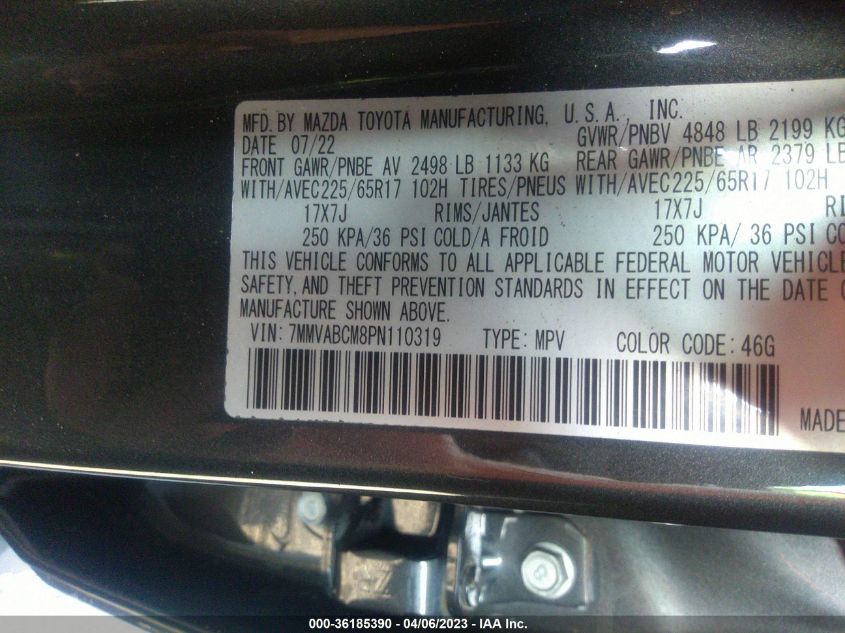 MFD. BY MAZDA TOYOTA MANUFACTURING, U.S.A., INC.
DATE 07/22 GVWR/PNBV 4848 LB 2199 KG
FRONT GAWR/PNBE AV 2498 LB 1133 KG REAR GAWR/PNBE AR 2379 LB
WITH/AVEC225/65R17 102H TIRES/PNEUS WITH/AVEC225/65R17 102H
17X7J RIMS/JANTES 17X7J RI
250 KPA/36 PSI COLD/A FROID 250 KPA/ 36 PSI CO
THIS VEHICLE CONFORMS TO ALL APPLICABLE FEDERAL MOTOR VEHICLE
SAFETY, AND THEFT PREVENTION STANDARDS IN EFFECT ON THE DATE O
MANUFACTURE SHOWN ABOVE.
VIN: 7MMVABCM8PN110319 TYPE: MPV COLOR CODE: 46G
MADE
000-36185390 - 04/06/2023 - IAA Inc.